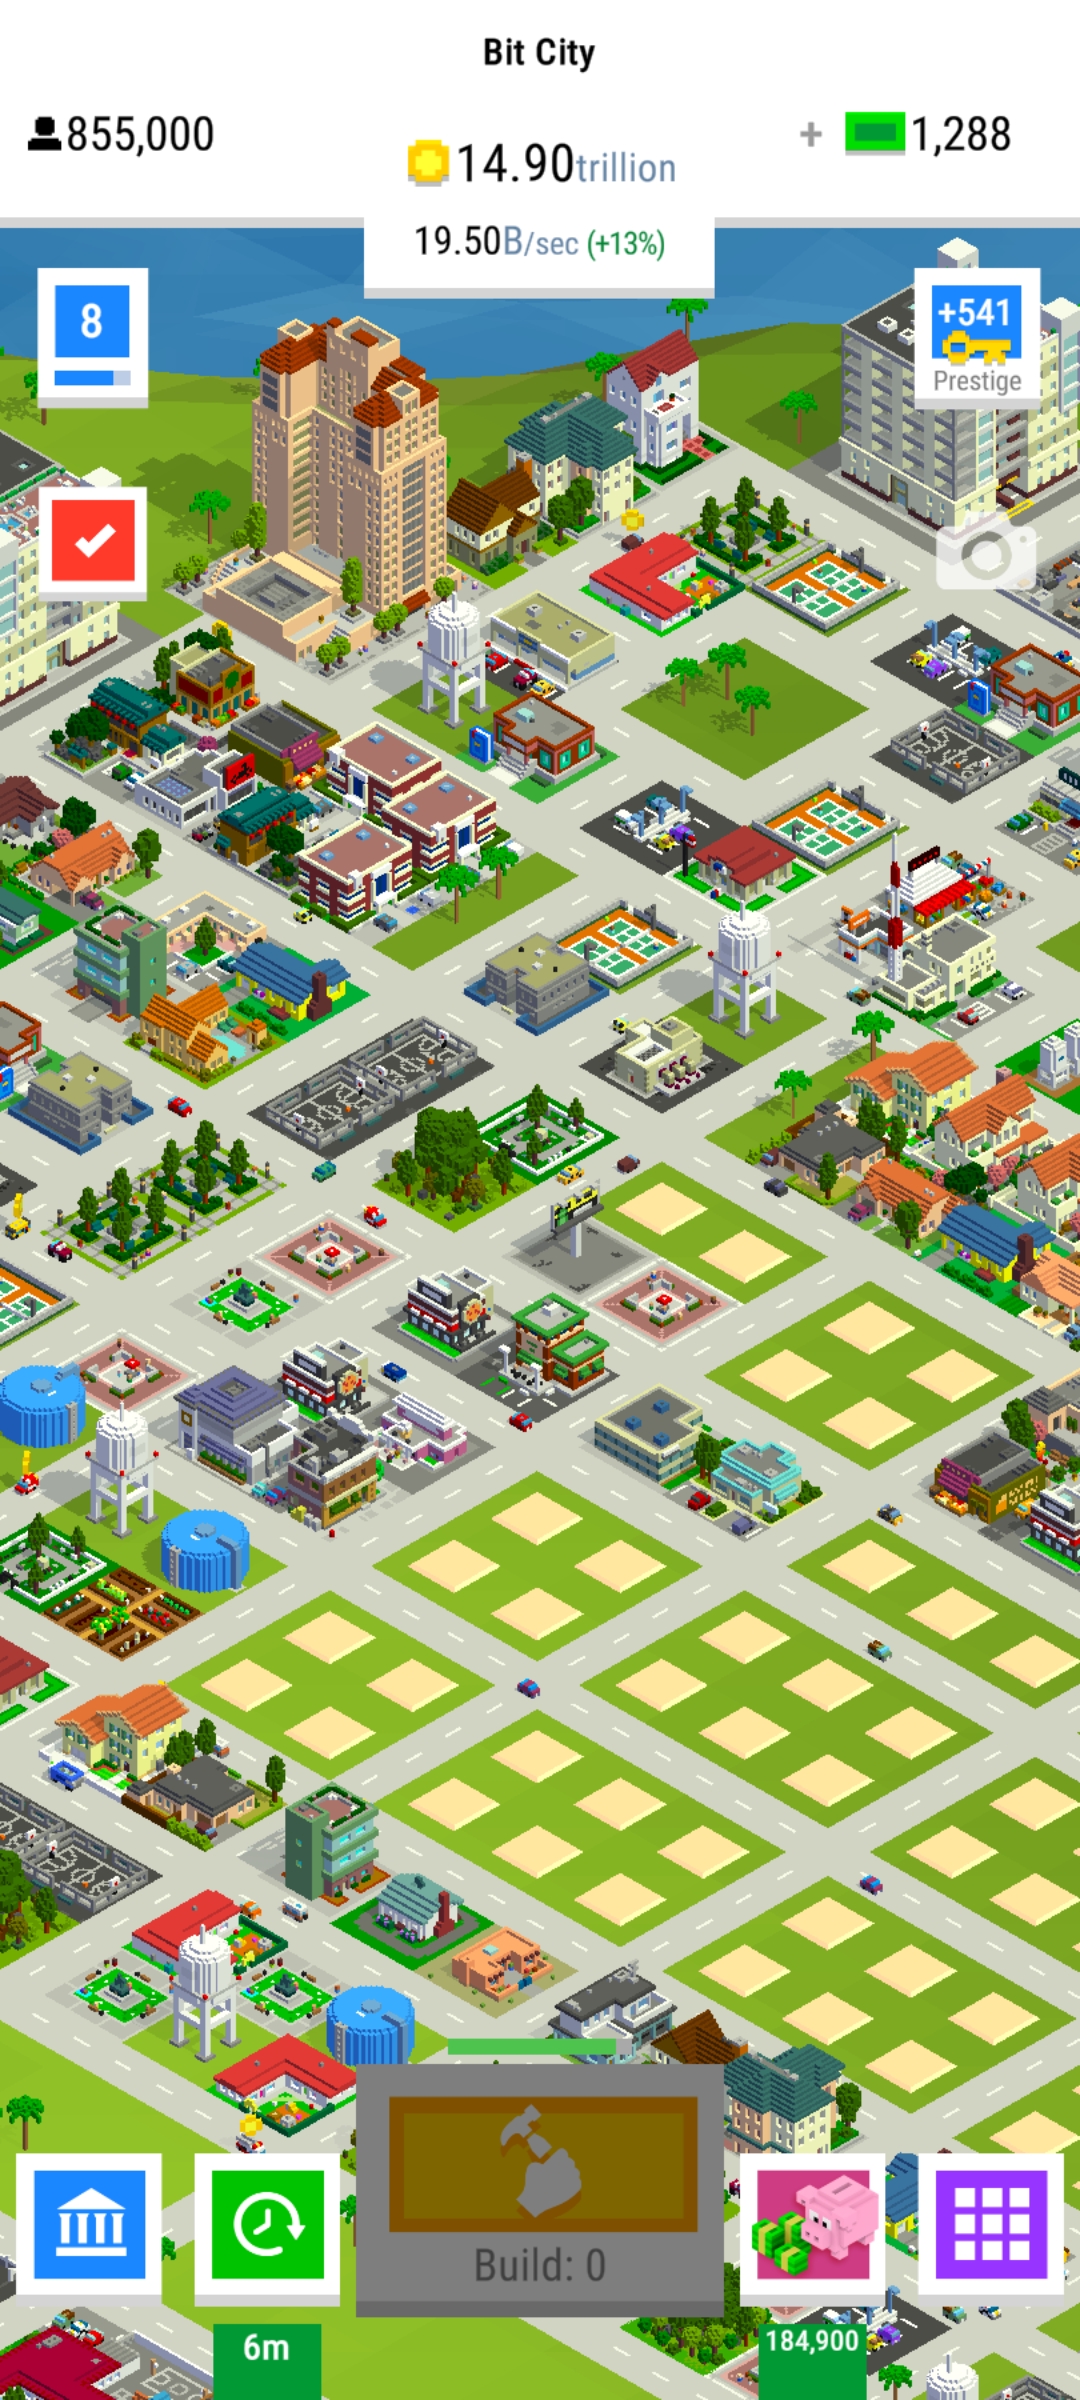 Bit City
855,000
14.90trillion
+ 1,288
19.50B/sec (+13%)
8
+541
Prestige
Build: 0
6m
184,900